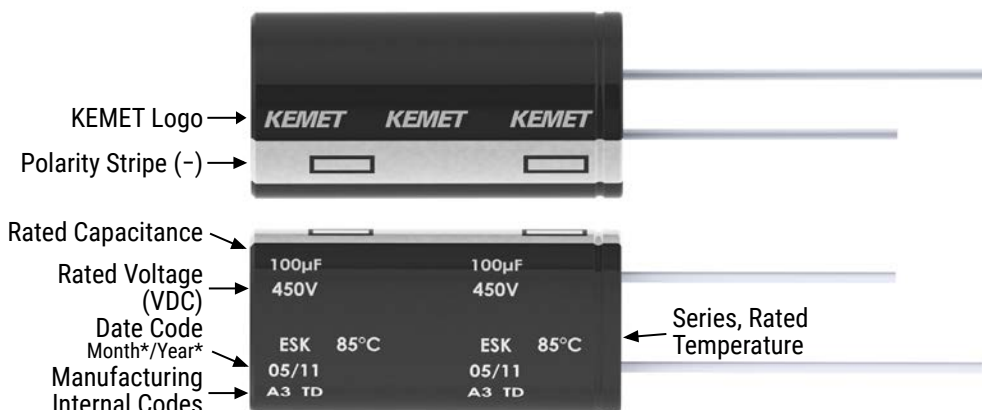 KEMET Logo
KEMET KEMET KEMET
Polarity Stripe (−)
Rated Capacitance
100µF 100µF
Rated Voltage
(VDC)
450V 450V
Date Code
Month*/Year*
ESK 85°C ESK 85°C
Series, Rated
Temperature
05/11 05/11
Manufacturing
Internal Codes
A3 TD A3 TD